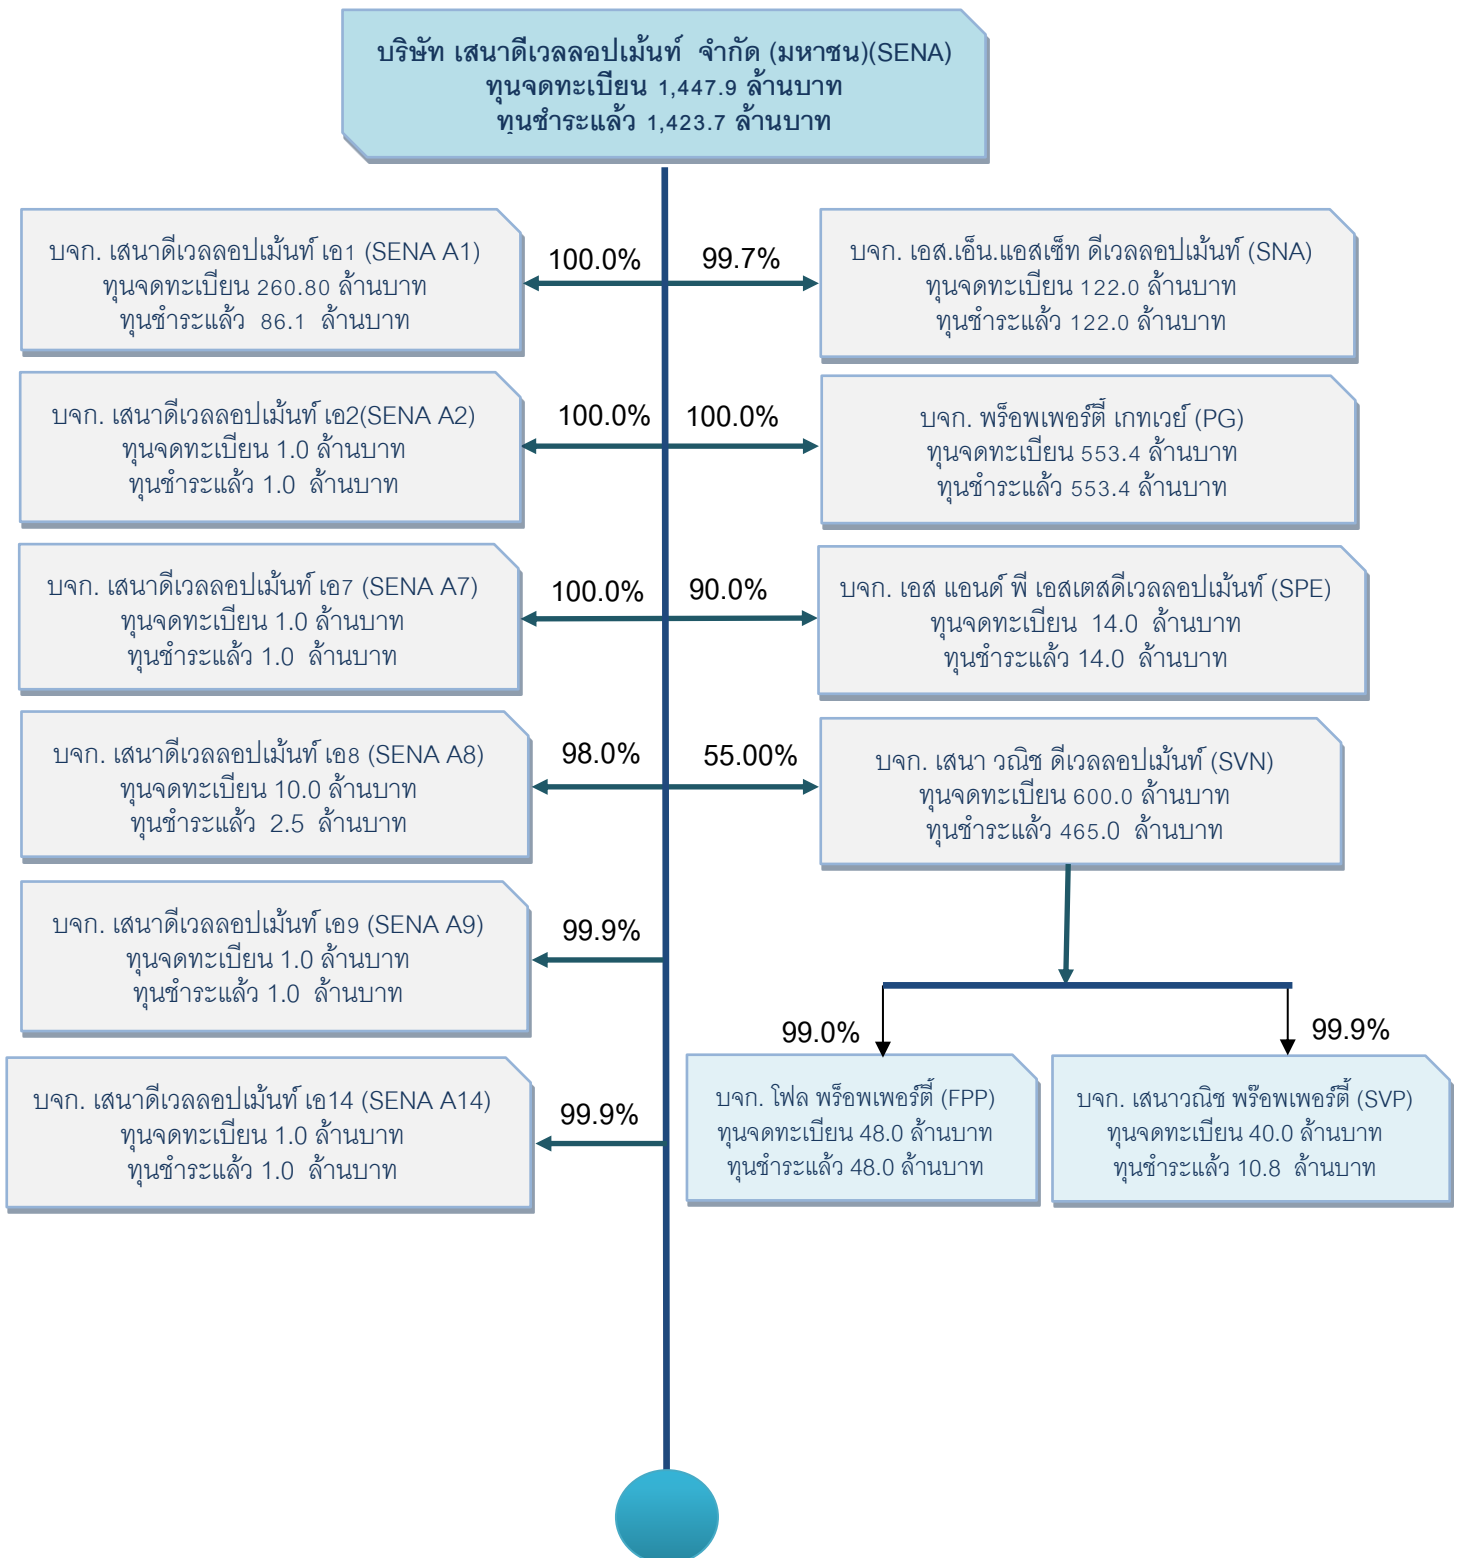 บริษัท เสนาดีเวลลอปเม้นท์ จำกัด (มหาชน)(SENA)
ทุนจดทะเบียน 1,447.9 ล้านบาท
ทุนชำระแล้ว 1,423.7 ล้านบาท
บจก. เสนาดีเวลลอปเม้นท์ เอ1 (SENA A1)
ทุนจดทะเบียน 260.80 ล้านบาท
ทุนชำระแล้ว 86.1 ล้านบาท
100.0%
99.7%
บจก. เอส.เอ็น.แอสเซ็ท ดีเวลลอปเม้นท์ (SNA)
ทุนจดทะเบียน 122.0 ล้านบาท
ทุนชำระแล้ว 122.0 ล้านบาท
บจก. เสนาดีเวลลอปเม้นท์ เอ2(SENA A2)
ทุนจดทะเบียน 1.0 ล้านบาท
ทุนชำระแล้ว 1.0 ล้านบาท
100.0%
100.0%
บจก. พร็อพเพอร์ตี้ เกทเวย์ (PG)
ทุนจดทะเบียน 553.4 ล้านบาท
ทุนชำระแล้ว 553.4 ล้านบาท
บจก. เสนาดีเวลลอปเม้นท์ เอ7 (SENA A7)
ทุนจดทะเบียน 1.0 ล้านบาท
ทุนชำระแล้ว 1.0 ล้านบาท
100.0%
90.0%
บจก. เอส แอนด์ พี เอสเตสดีเวลลอปเม้นท์ (SPE)
ทุนจดทะเบียน 14.0 ล้านบาท
ทุนชำระแล้ว 14.0 ล้านบาท
บจก. เสนาดีเวลลอปเม้นท์ เอ8 (SENA A8)
ทุนจดทะเบียน 10.0 ล้านบาท
ทุนชำระแล้ว 2.5 ล้านบาท
98.0%
55.00%
บจก. เสนา วณิช ดีเวลลอปเม้นท์ (SVN)
ทุนจดทะเบียน 600.0 ล้านบาท
ทุนชำระแล้ว 465.0 ล้านบาท
บจก. เสนาดีเวลลอปเม้นท์ เอ9 (SENA A9)
ทุนจดทะเบียน 1.0 ล้านบาท
ทุนชำระแล้ว 1.0 ล้านบาท
99.9%
99.0%
99.9%
บจก. เสนาดีเวลลอปเม้นท์ เอ14 (SENA A14)
ทุนจดทะเบียน 1.0 ล้านบาท
ทุนชำระแล้ว 1.0 ล้านบาท
99.9%
บจก. โฟล พร็อพเพอร์ตี้ (FPP)
ทุนจดทะเบียน 48.0 ล้านบาท
ทุนชำระแล้ว 48.0 ล้านบาท
บจก. เสนาวณิช พร๊อพเพอร์ตี้ (SVP)
ทุนจดทะเบียน 40.0 ล้านบาท
ทุนชำระแล้ว 10.8 ล้านบาท